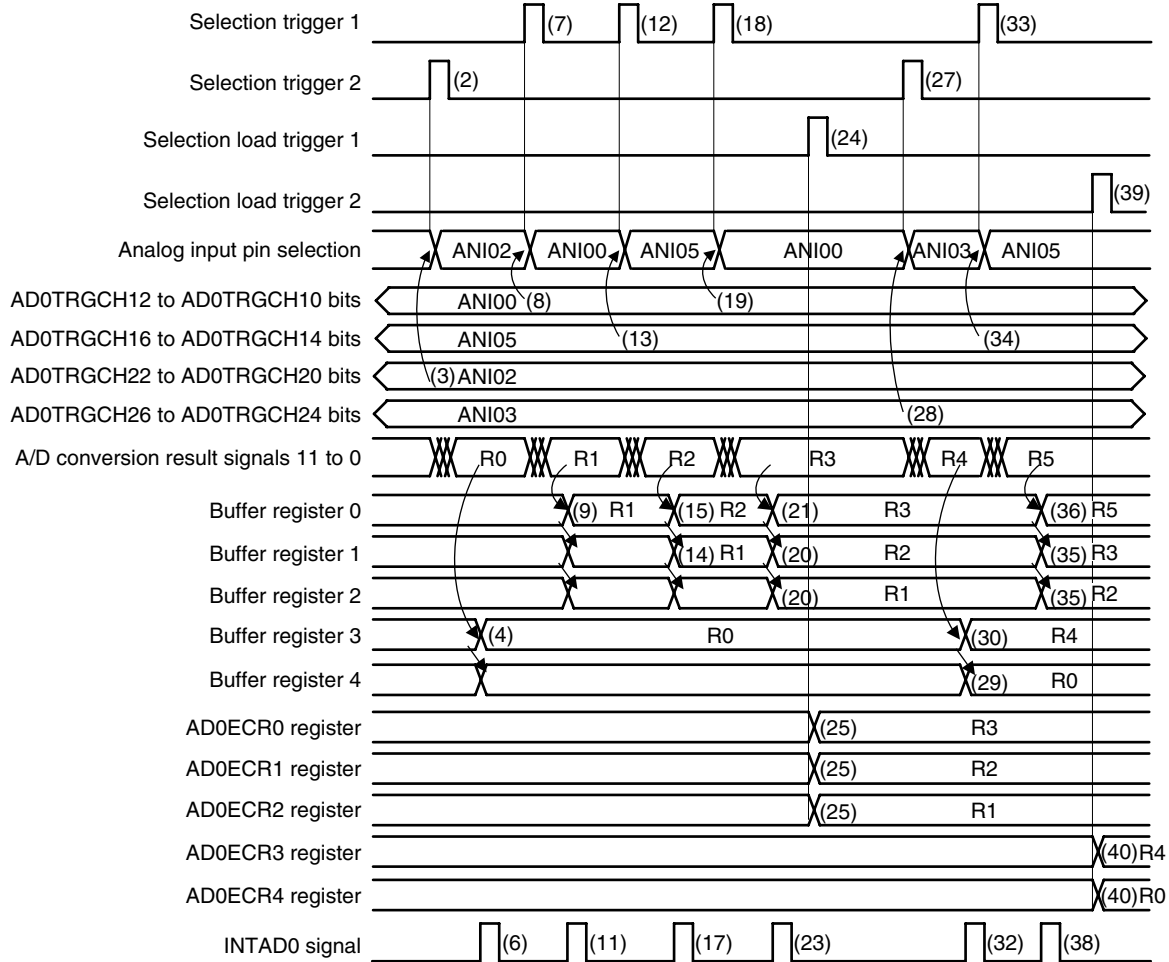 Selection trigger 1 (7) (12) (18) (33)
Selection trigger 2 (2) (27)
Selection load trigger 1 (24)
Selection load trigger 2 (39)
Analog input pin selection ANI02 ANI00 ANI05 ANI00 ANI03 ANI05
AD0TRGCH12 to AD0TRGCH10 bits ANI00 (8) (19)
AD0TRGCH16 to AD0TRGCH14 bits ANI05 (13) (34)
AD0TRGCH22 to AD0TRGCH20 bits (3) ANI02
AD0TRGCH26 to AD0TRGCH24 bits ANI03 (28)
A/D conversion result signals 11 to 0 R0 R1 R2 R3 R4 R5
Buffer register 0 (9) R1 (15) R2 (21) R3 (36) R5
Buffer register 1 (14) R1 (20) R2 (35) R3
Buffer register 2 (20) R1 (35) R2
Buffer register 3 (4) R0 (30) R4
Buffer register 4 (29) R0
AD0ECR0 register (25) R3
AD0ECR1 register (25) R2
AD0ECR2 register (25) R1
AD0ECR3 register (40) R4
AD0ECR4 register (40) R0
INTAD0 signal (6) (11) (17) (23) (32) (38)